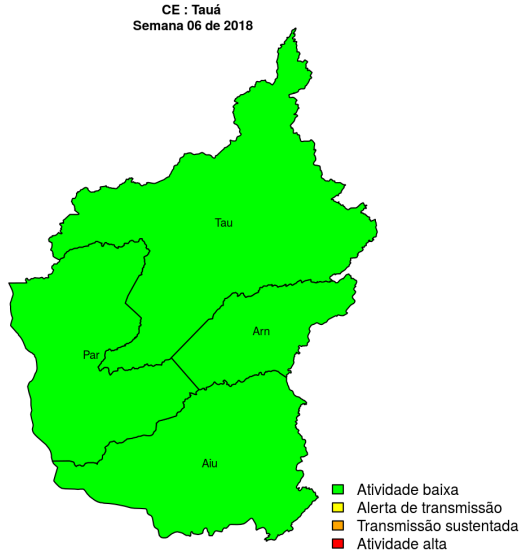 CE : Tauá
Semana 06 de 2018
Tau
Arn
Par
Aiu
Atividade baixa
Alerta de transmissão
Transmissão sustentada
Atividade alta